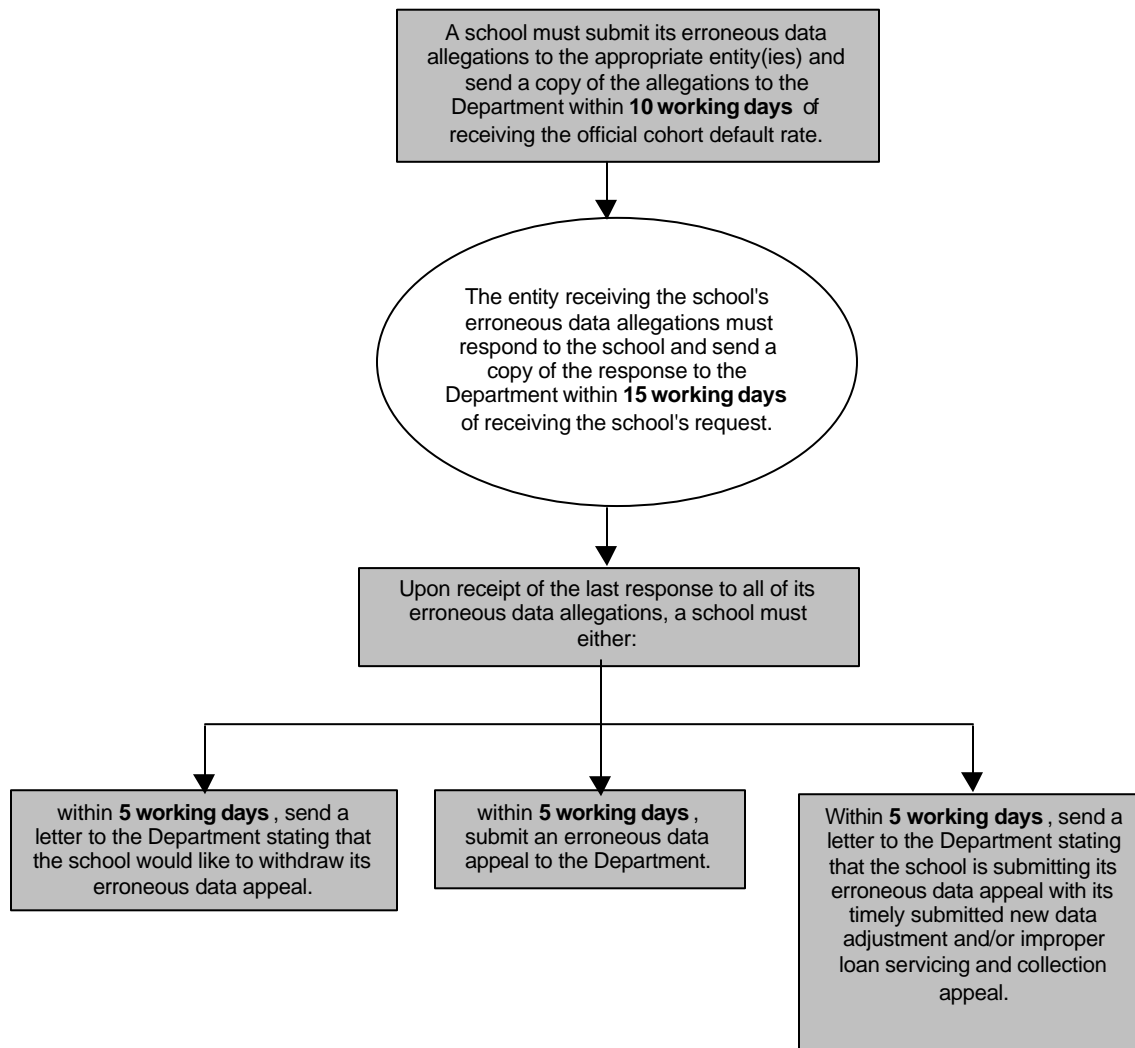 A school must submit its erroneous data
allegations to the appropriate entity(ies) and
send a copy of the allegations to the
Department within 10 working days of
receiving the official cohort default rate.
The entity receiving the school's
erroneous data allegations must
respond to the school and send a
copy of the response to the
Department within 15 working days
of receiving the school's request.
Upon receipt of the last response to all of its
erroneous data allegations, a school must
either:
within 5 working days , send a
letter to the Department stating that
the school would like to withdraw its
erroneous data appeal.
within 5 working days ,
submit an erroneous data
appeal to the Department.
Within 5 working days , send a
letter to the Department stating
that the school is submitting its
erroneous data appeal with its
timely submitted new data
adjustment and/or improper
loan servicing and collection
appeal.